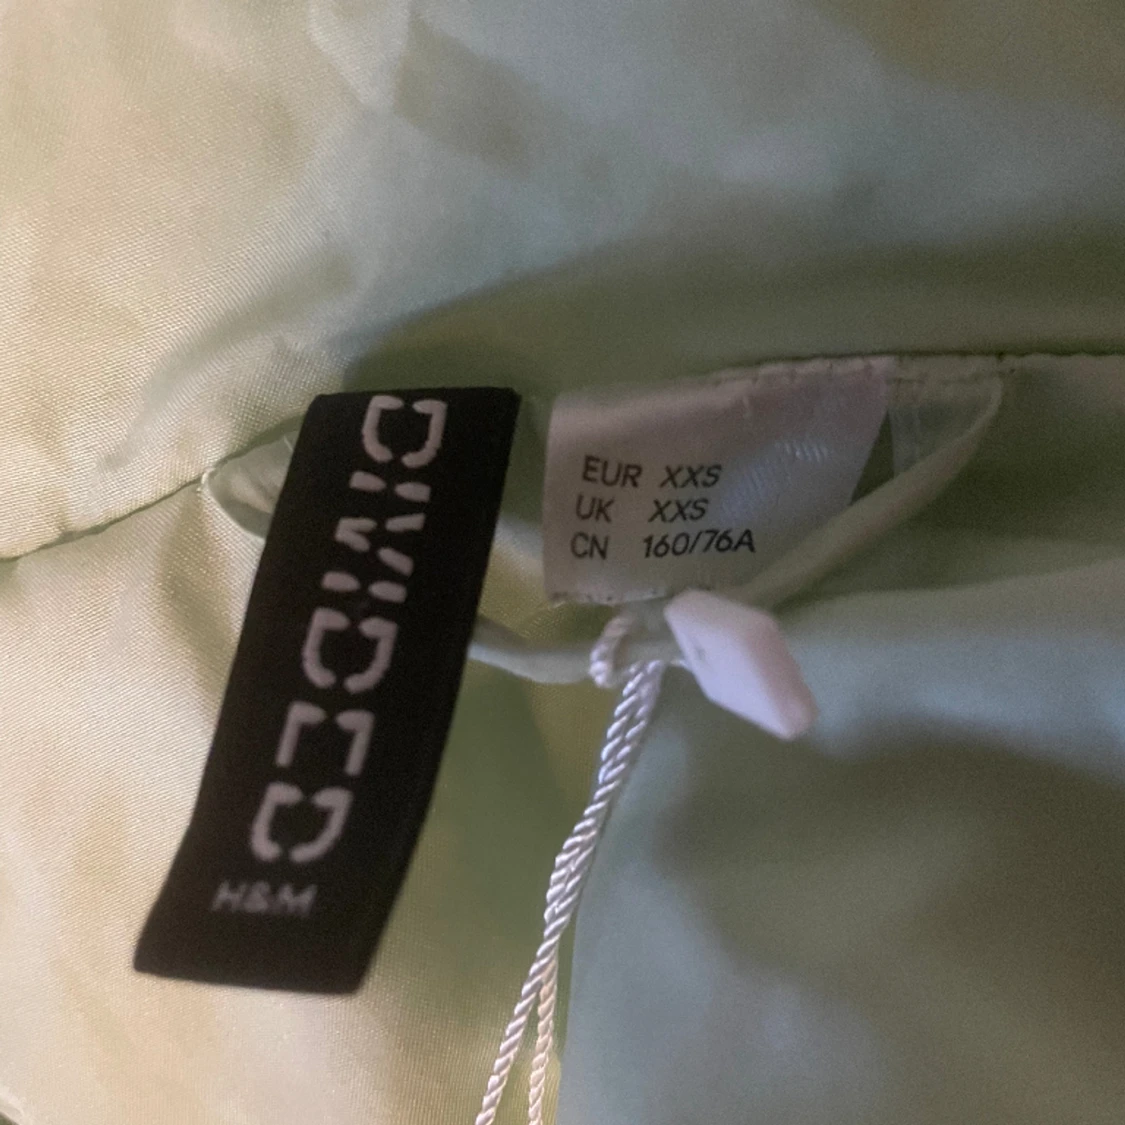 DIVIDED
H&M
EUR XXS
UK XXS
CN 160/76A